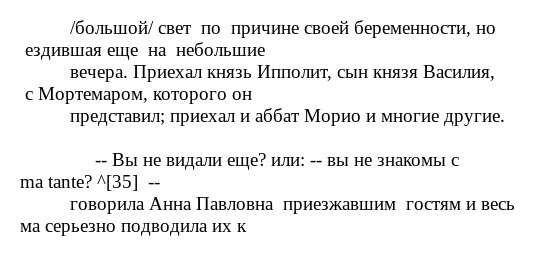 /большой/ свет по причине своей беременности, но
ездившая еще на небольшие
вечера. Приехал князь Ипполит, сын князя Василия,
с Мортемаром, которого он
представил; приехал и аббат Морио и многие другие.
-- Вы не видали еще? или: -- вы не знакомы с
ma tante? ^[35] --
говорила Анна Павловна приезжавшим гостям и весь
ма серьезно подводила их к